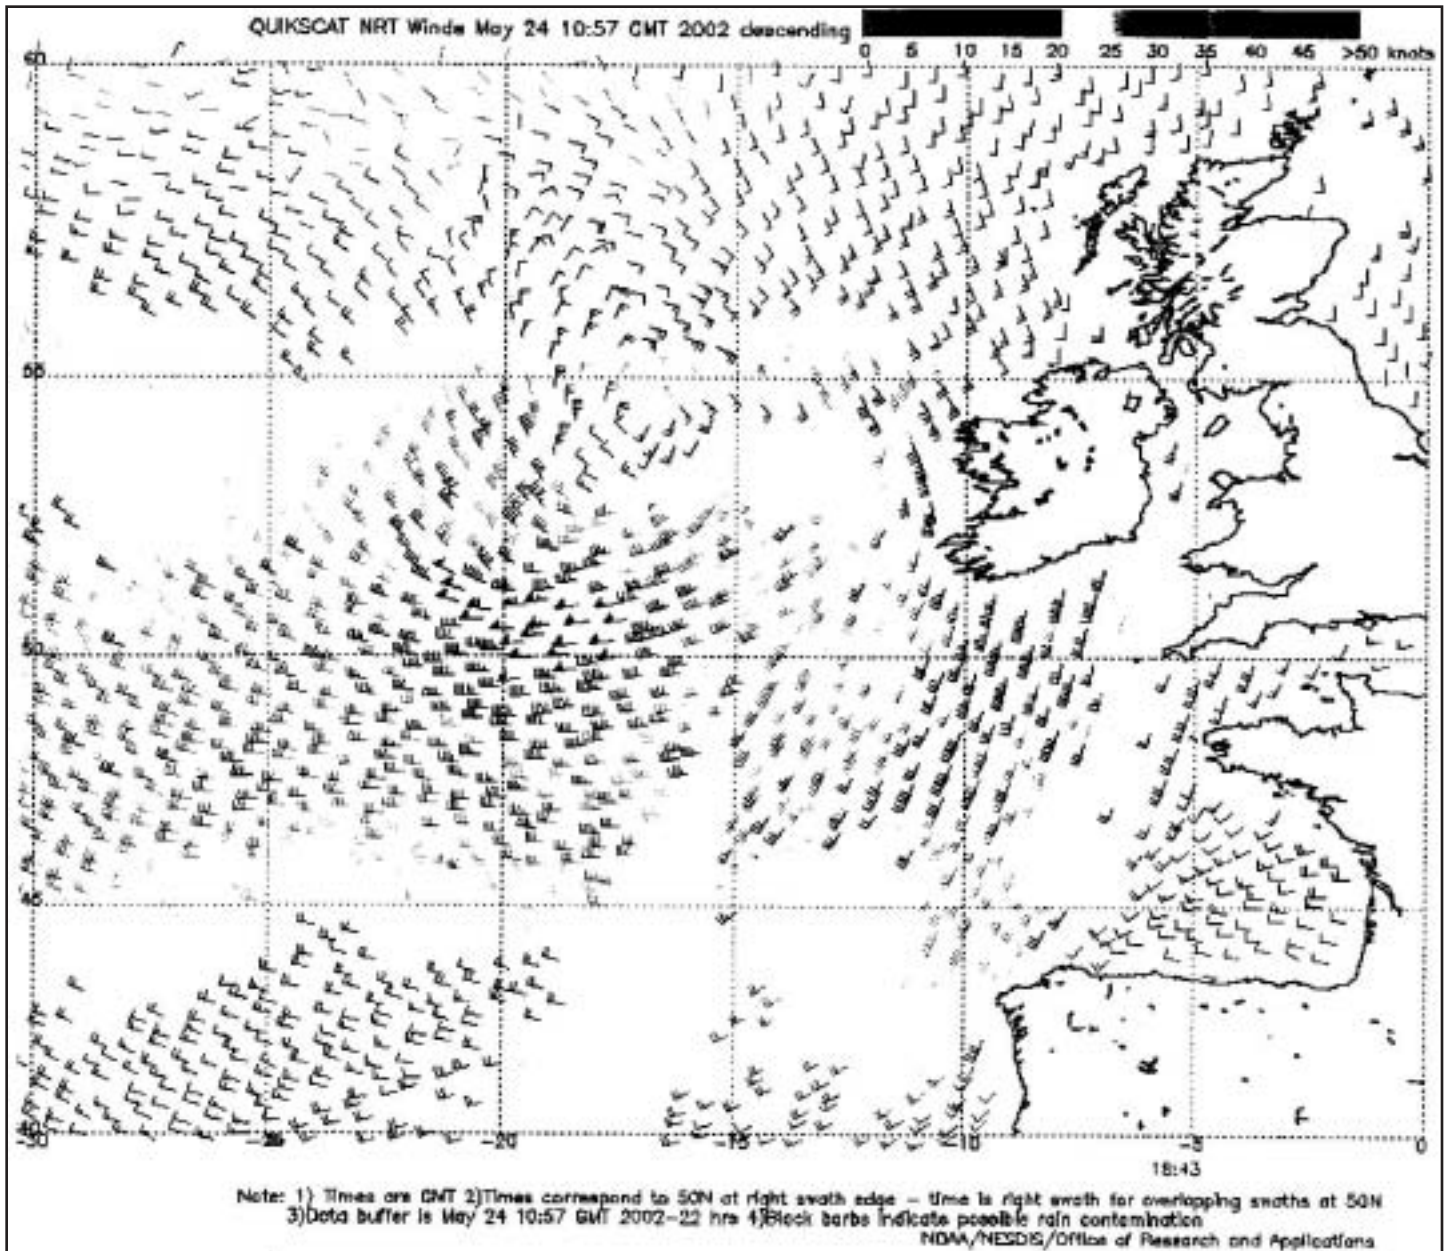 QUIKSCAT NRT Winds May 24 10:57 GMT 2002 descending
0 5 10 15 20 25 30 35 40 45 >50 knots
60
55
50
45
40
-30 -25 -20 -15 -10 -5 0
18:43
Note: 1) Times are GMT 2)Times correspond to 50N at right swath edge - time is right swath for overlapping swaths at 50N
3)Data buffer is May 24 10:57 GMT 2002-22 hrs 4)Black barbs indicate possible rain contamination
NOAA/NESDIS/Office of Research and Applications